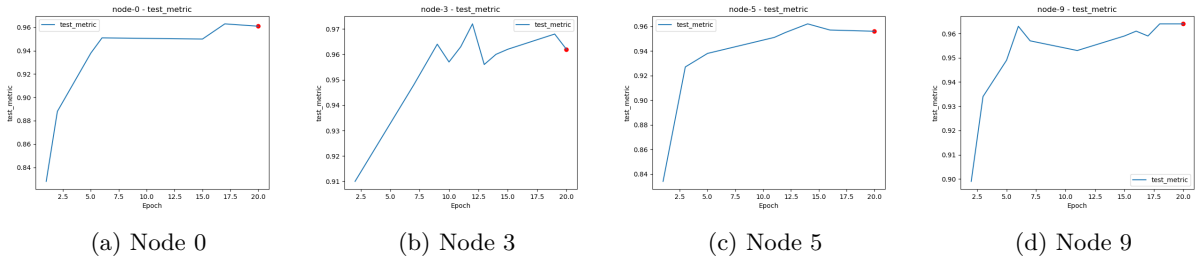 node-0 - test_metric
test_metric
0.96
0.94
0.92
0.90
0.88
0.86
0.84
test_metric
2.5 5.0 7.5 10.0 12.5 15.0 17.5 20.0
Epoch
(a) Node 0
node-3 - test_metric
test_metric
0.97
0.96
0.95
0.94
0.93
0.92
0.91
test_metric
2.5 5.0 7.5 10.0 12.5 15.0 17.5 20.0
Epoch
(b) Node 3
node-5 - test_metric
test_metric
0.96
0.94
0.92
0.90
0.88
0.86
0.84
test_metric
2.5 5.0 7.5 10.0 12.5 15.0 17.5 20.0
Epoch
(c) Node 5
node-9 - test_metric
0.96
0.95
0.94
0.93
0.92
0.91
0.90
test_metric
test_metric
2.5 5.0 7.5 10.0 12.5 15.0 17.5 20.0
Epoch
(d) Node 9